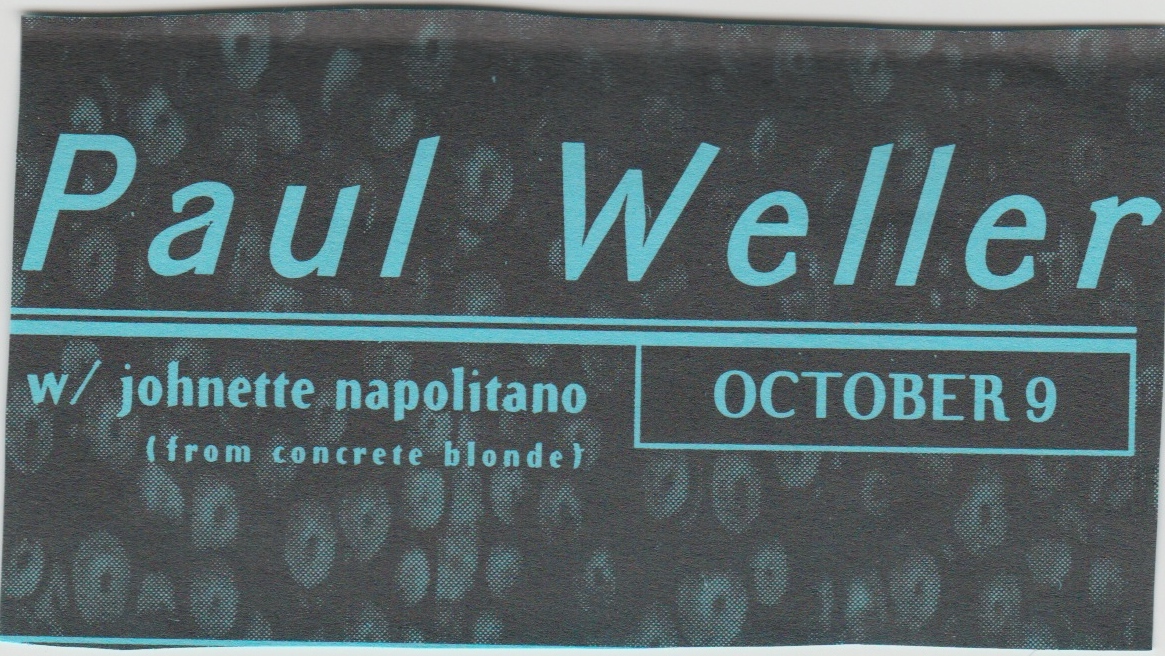 Paul Weller
w/ johnette napolitano
(from concrete blonde)
OCTOBER 9